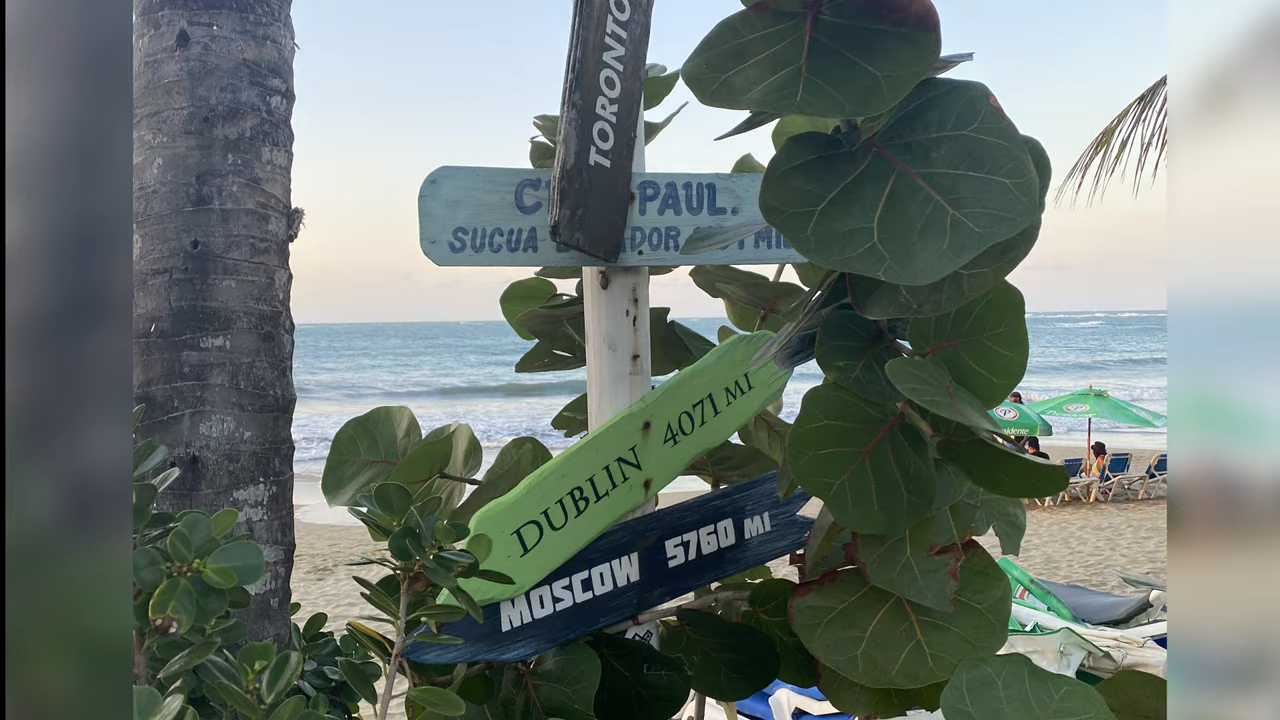 TORONTO
PAUL.
SUCUA
DUBLIN 4071 MI
MOSCOW 5760 MI